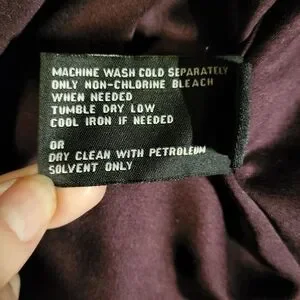 MACHINE WASH COLD SEPARATELY
ONLY NON-CHLORINE BLEACH
WHEN NEEDED
TUMBLE DRY LOW
COOL IRON IF NEEDED
OR
DRY CLEAN WITH PETROLEUM
SOLVENT ONLY